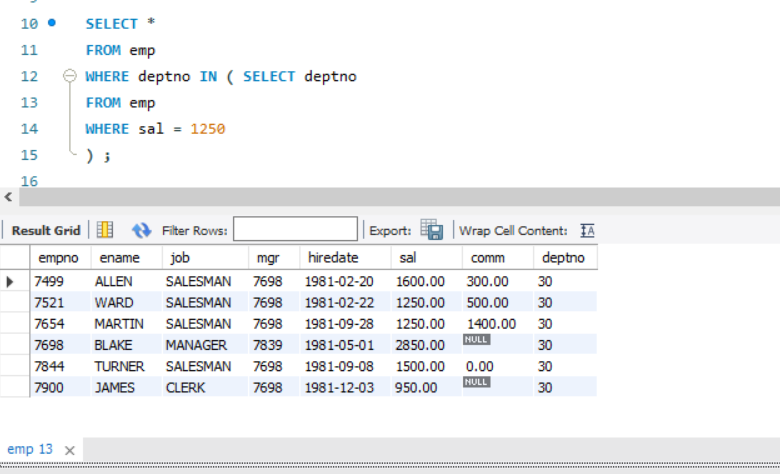 10 SELECT *
11 FROM emp
12 WHERE deptno IN ( SELECT deptno
13 FROM emp
14 WHERE sal = 1250
15 ) ;
16
Result Grid Filter Rows: Export: Wrap Cell Content: IA
empno ename job mgr hiredate sal comm deptno
7499 ALLEN SALESMAN 7698 1981-02-20 1600.00 300.00 30
7521 WARD SALESMAN 7698 1981-02-22 1250.00 500.00 30
7654 MARTIN SALESMAN 7698 1981-09-28 1250.00 1400.00 30
7698 BLAKE MANAGER 7839 1981-05-01 2850.00 NULL 30
7844 TURNER SALESMAN 7698 1981-09-08 1500.00 0.00 30
7900 JAMES CLERK 7698 1981-12-03 950.00 NULL 30
emp 13